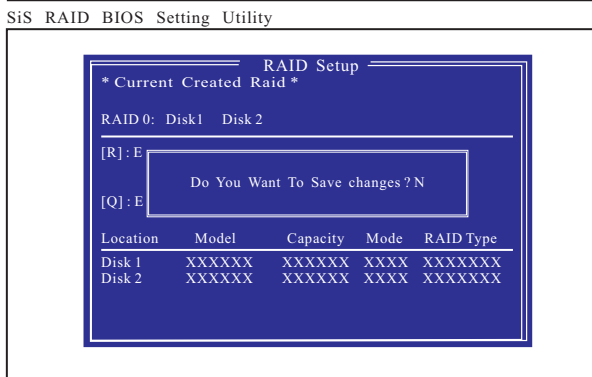 SiS RAID BIOS Setting Utility
RAID Setup
* Current Created Raid *
RAID 0: Disk1 Disk 2
[R] : E
Do You Want To Save changes ? N
[Q] : E
Location Model Capacity Mode RAID Type
Disk 1 XXXXXX XXXXXX XXXX XXXXXXX
Disk 2 XXXXXX XXXXXX XXXX XXXXXXX